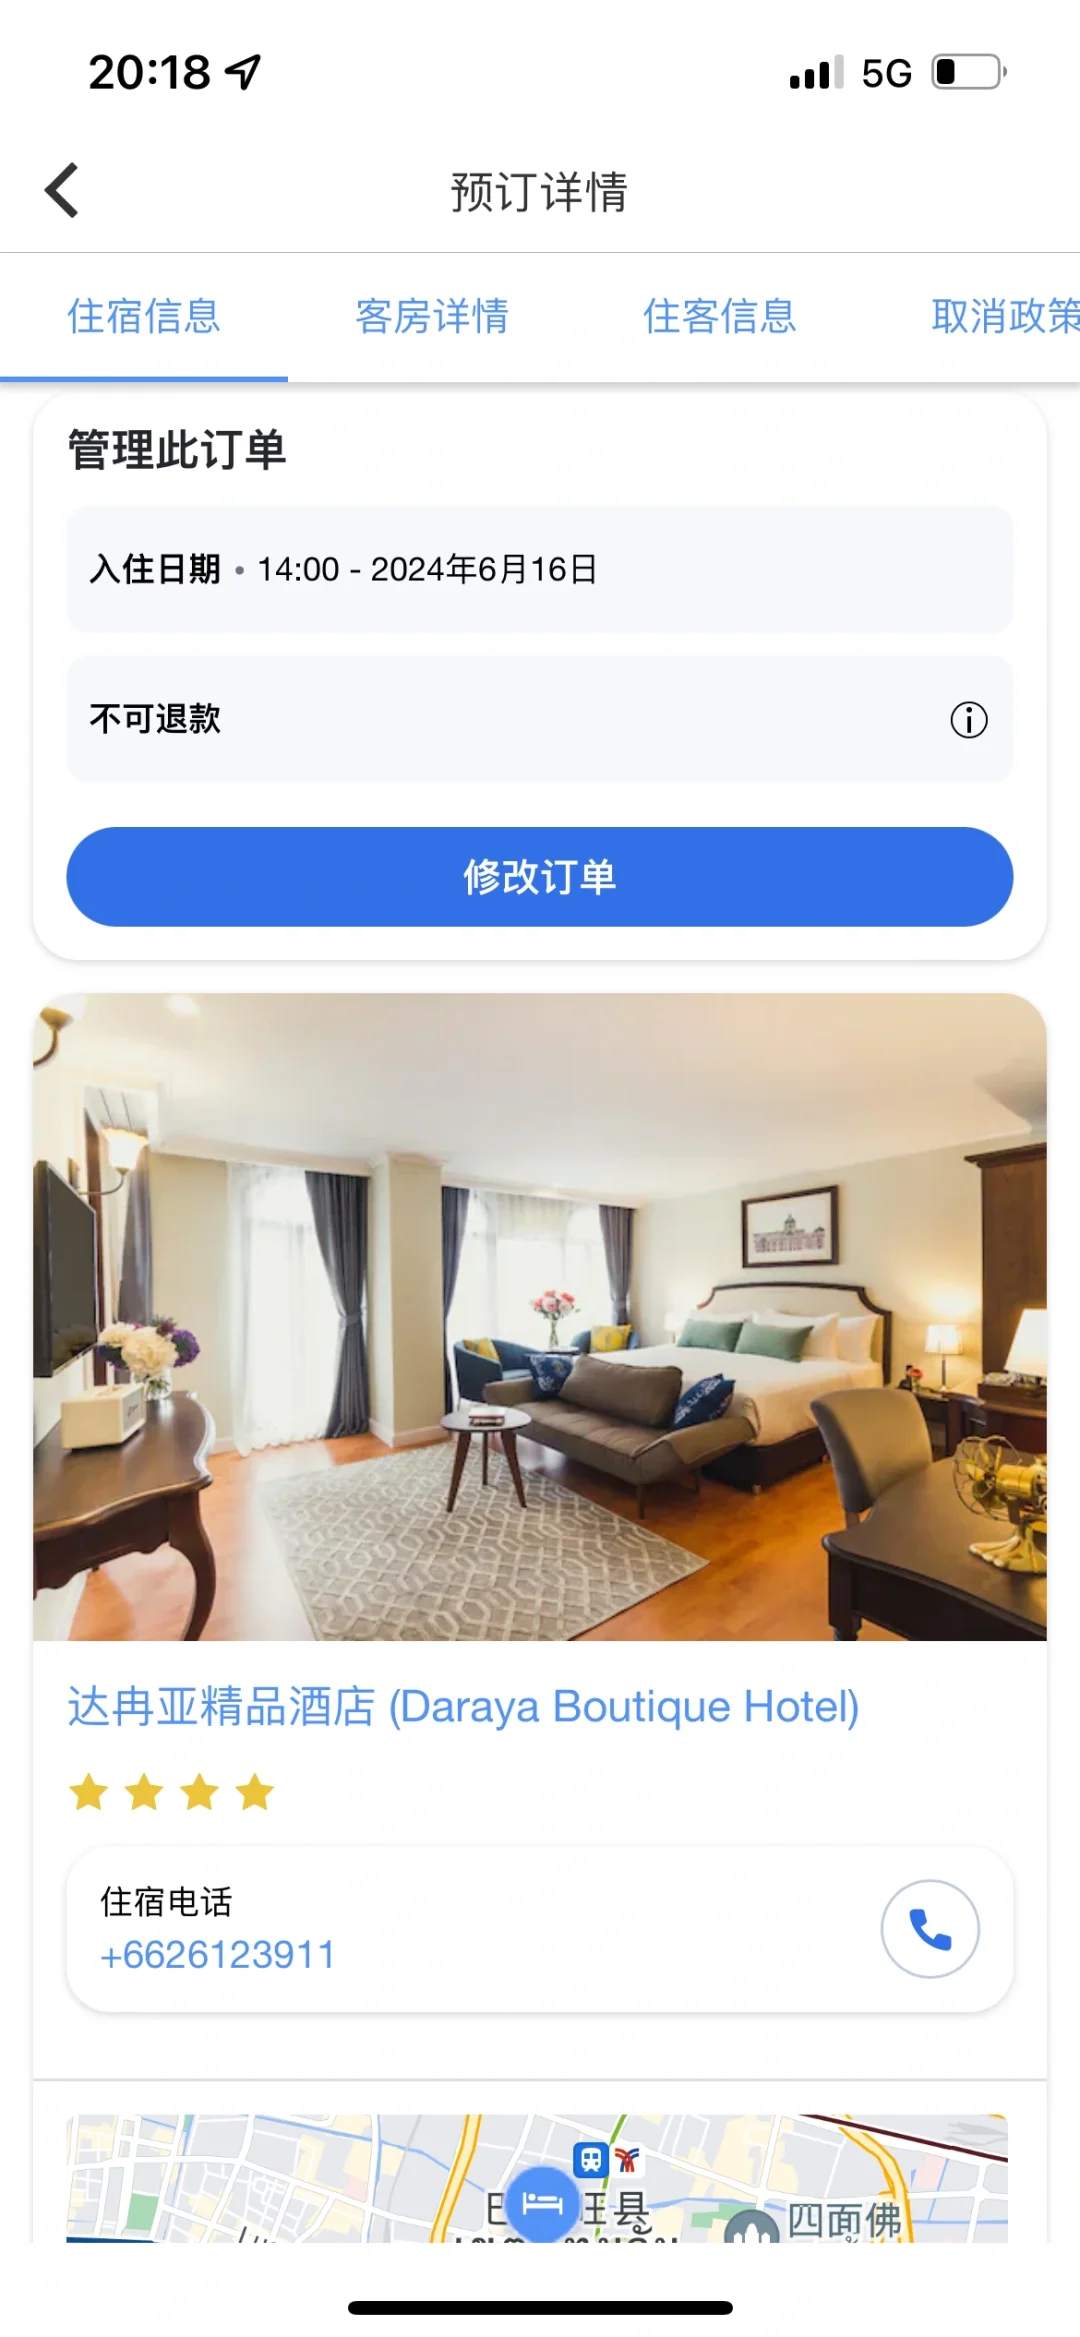 20:18
5G
预订详情
住宿信息
客房详情
住客信息
取消政策
管理此订单
入住日期 • 14:00 - 2024年6月16日
不可退款
修改订单
达冉亚精品酒店 (Daraya Boutique Hotel)
住宿电话
+6626123911
旺县
四面佛